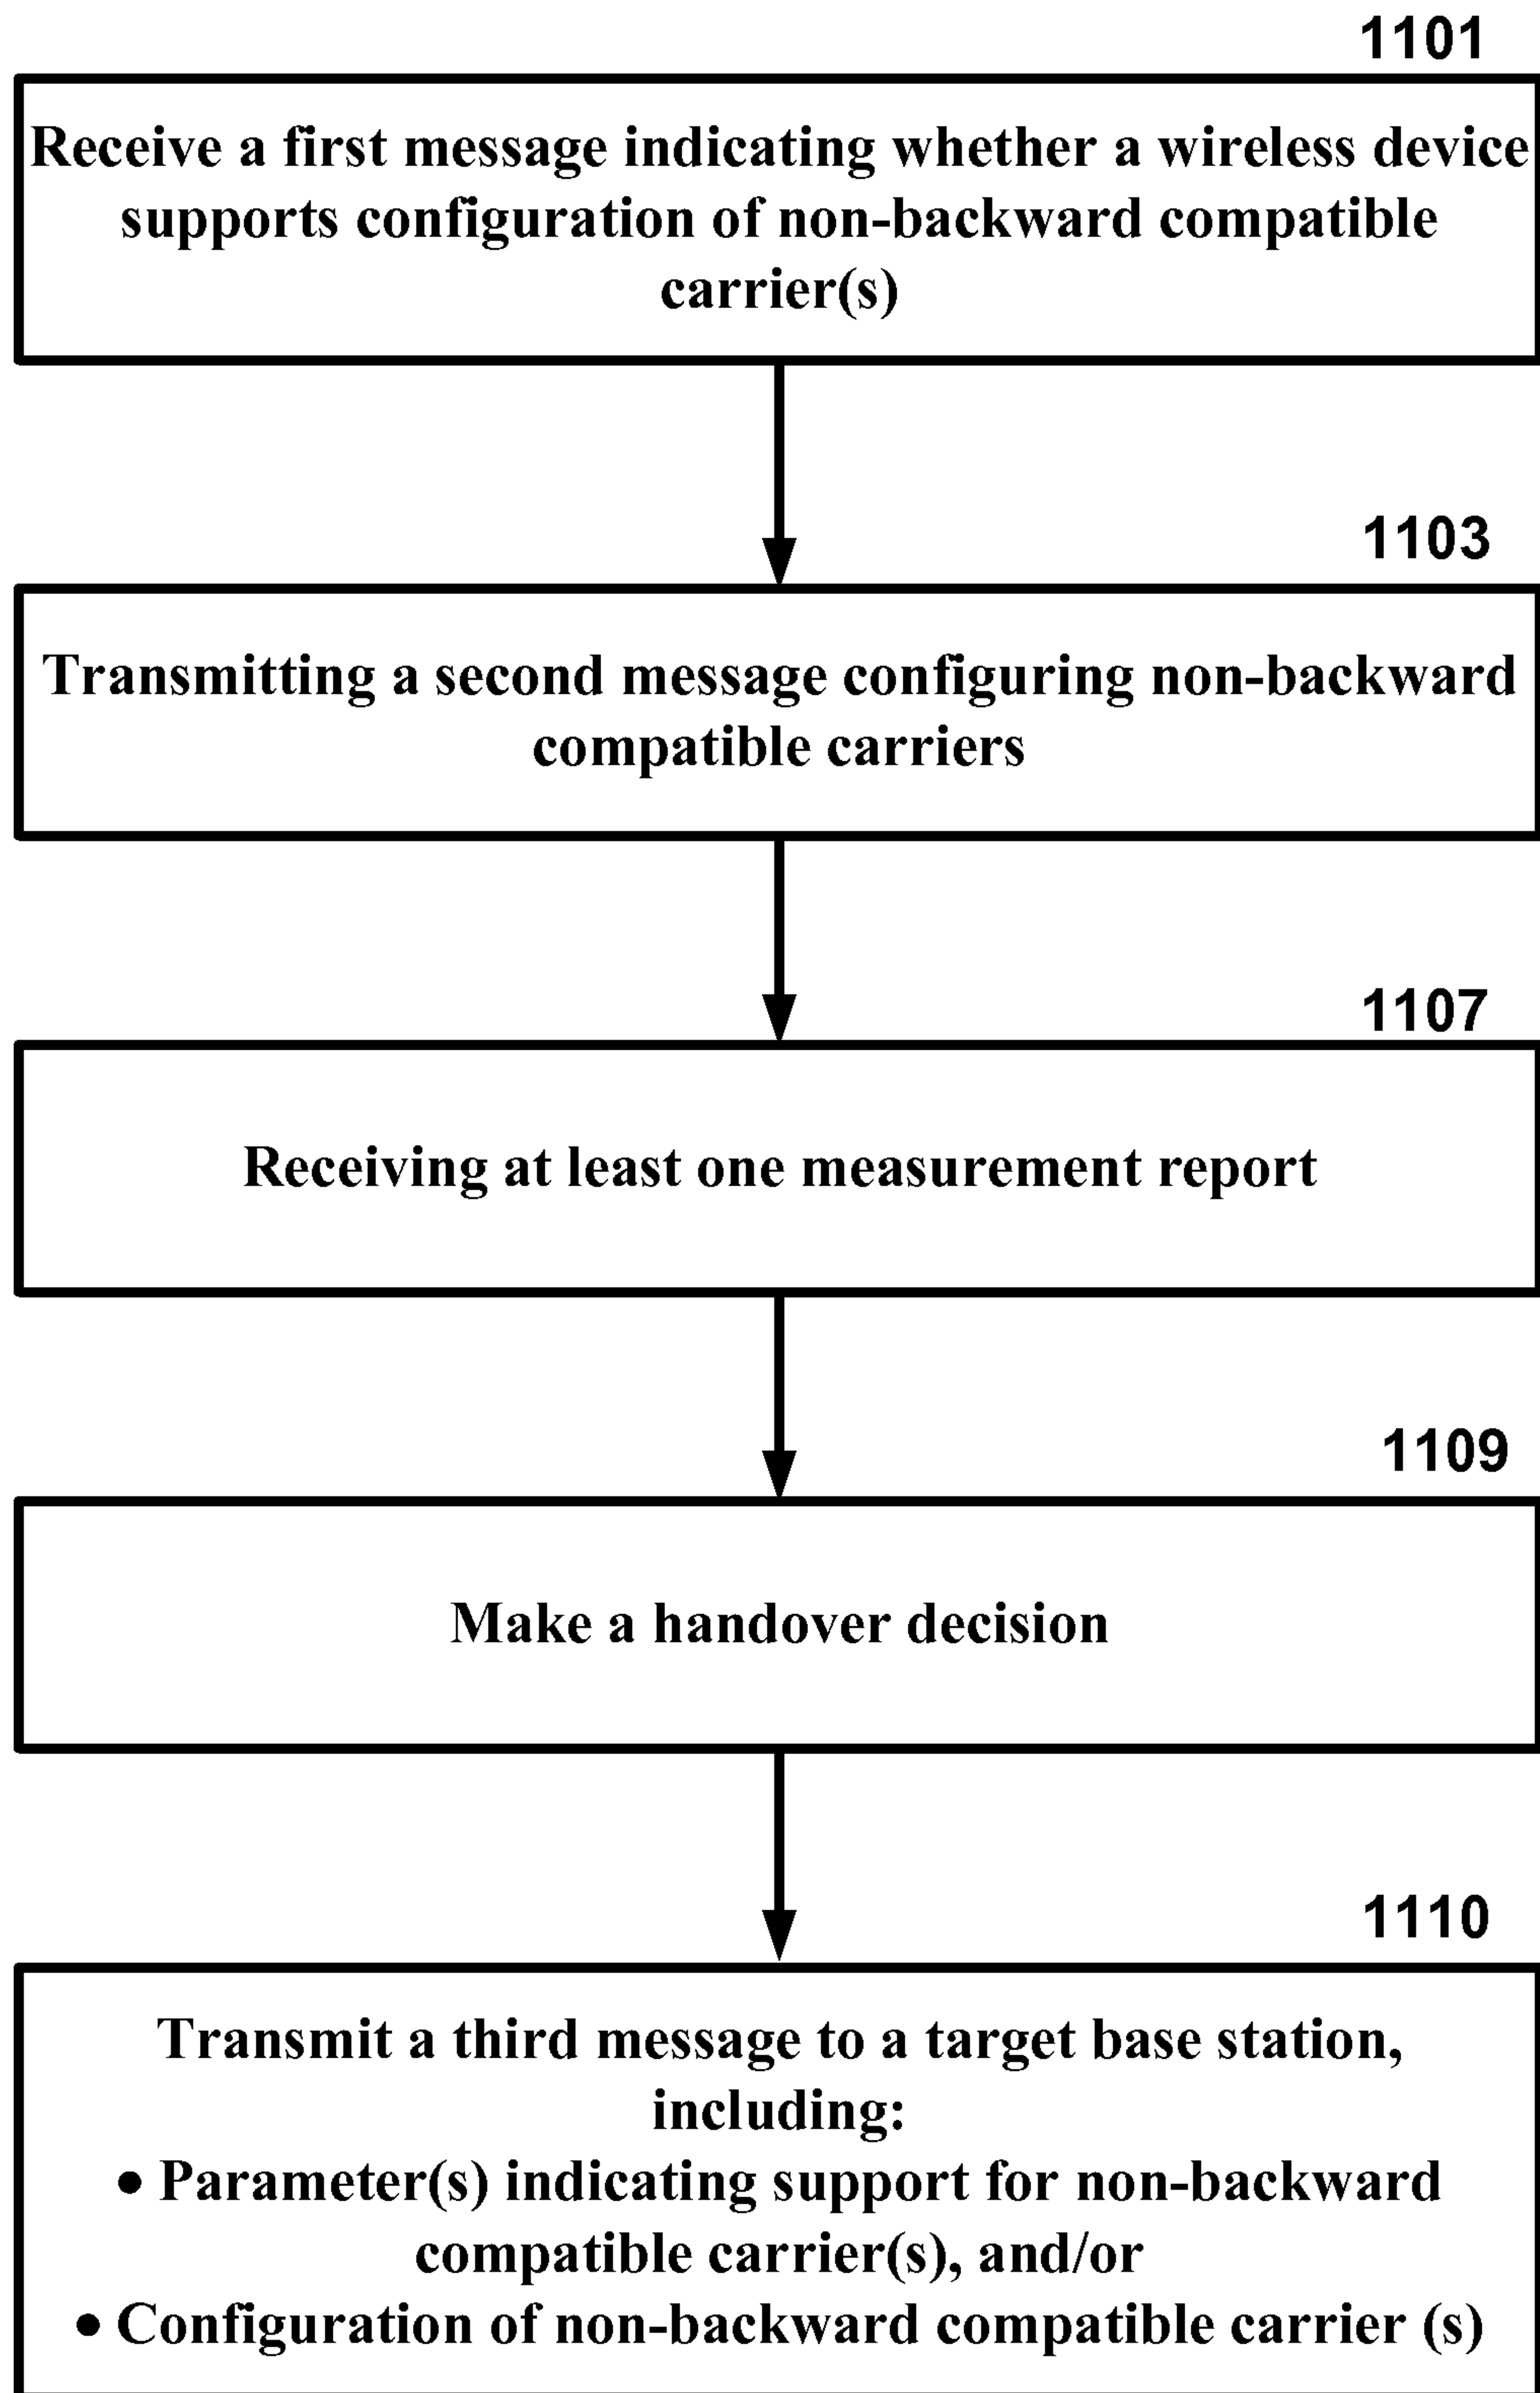 1101
Receive a first message indicating whether a wireless device
supports configuration of non-backward compatible
carrier(s)
1103
Transmitting a second message configuring non-backward
compatible carriers
1107
Receiving at least one measurement report
1109
Make a handover decision
1110
Transmit a third message to a target base station,
including:
• Parameter(s) indicating support for non-backward
compatible carrier(s), and/or
• Configuration of non-backward compatible carrier (s)